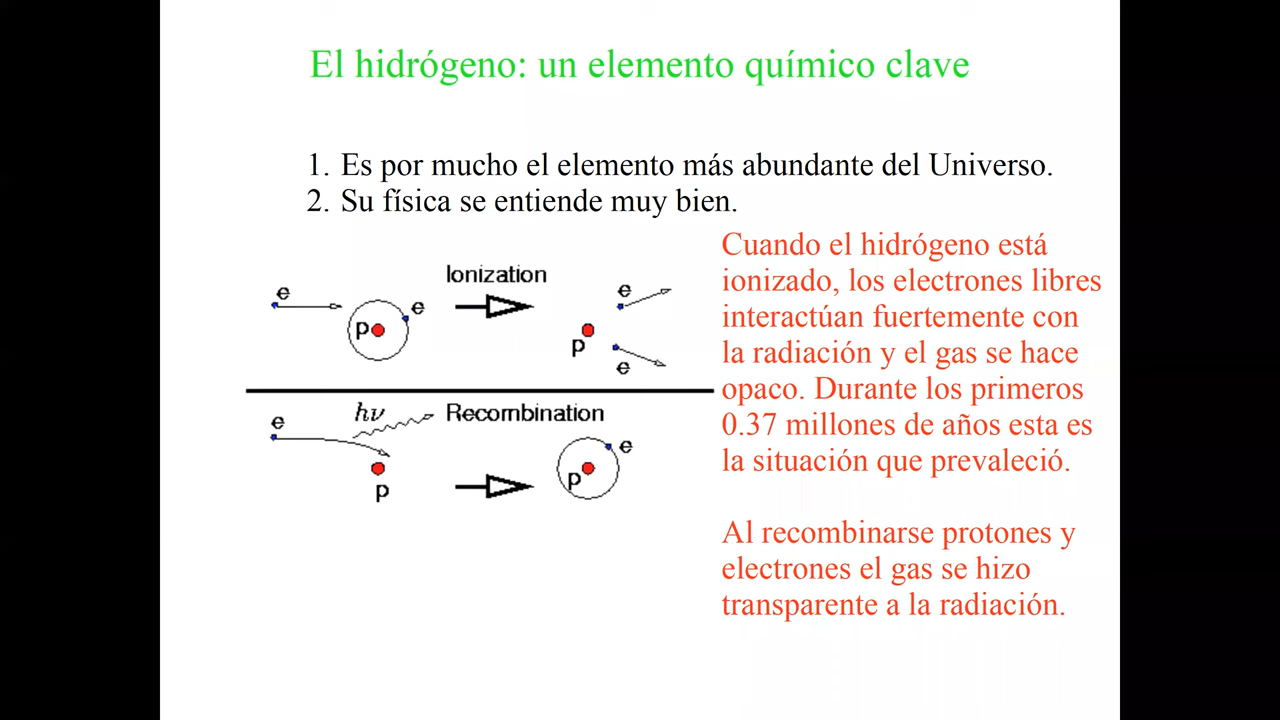 El hidrógeno: un elemento químico clave
1. Es por mucho el elemento más abundante del Universo.
2. Su física se entiende muy bien.
Ionization
e
p
e
e
p
e
Recombination
e
hν
p
p
e
Cuando el hidrógeno está
ionizado, los electrones libres
interactúan fuertemente con
la radiación y el gas se hace
opaco. Durante los primeros
0.37 millones de años esta es
la situación que prevaleció.
Al recombinarse protones y
electrones el gas se hizo
transparente a la radiación.